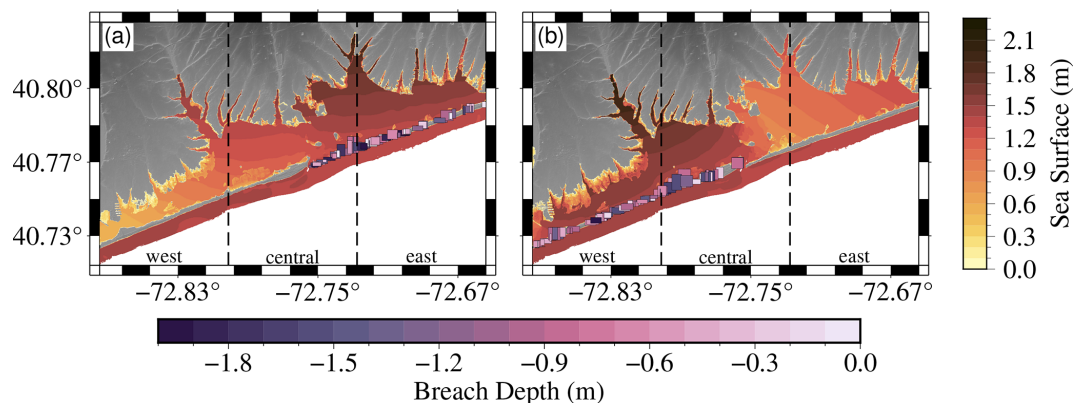 (a)
(b)
40.80°
40.77°
40.73°
west
central
east
west
central
east
−72.83°
−72.75°
−72.67°
−72.83°
−72.75°
−72.67°
2.1
1.8
1.5
1.2
0.9
0.6
0.3
0.0
Sea Surface (m)
−1.8
−1.5
−1.2
−0.9
−0.6
−0.3
0.0
Breach Depth (m)